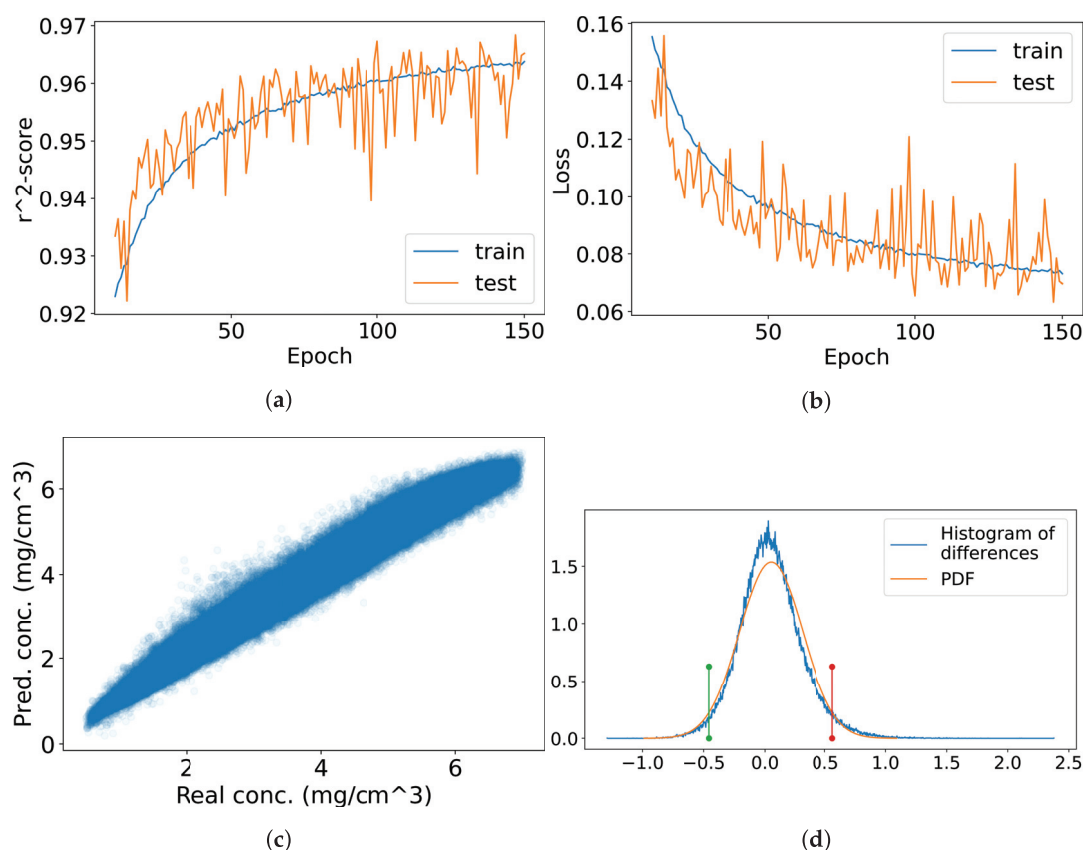 0.97
0.96
0.95
0.94
0.93
0.92
r^2-score
train
test
50
100
150
Epoch
(a)
0.16
0.14
0.12
0.10
0.08
0.06
Loss
train
test
50
100
150
Epoch
(b)
6
4
2
0
Pred. conc. (mg/cm^3)
2
4
6
Real conc. (mg/cm^3)
(c)
Histogram of
differences
PDF
1.5
1.0
0.5
0.0
−1.0
−0.5
0.0
0.5
1.0
1.5
2.0
2.5
(d)